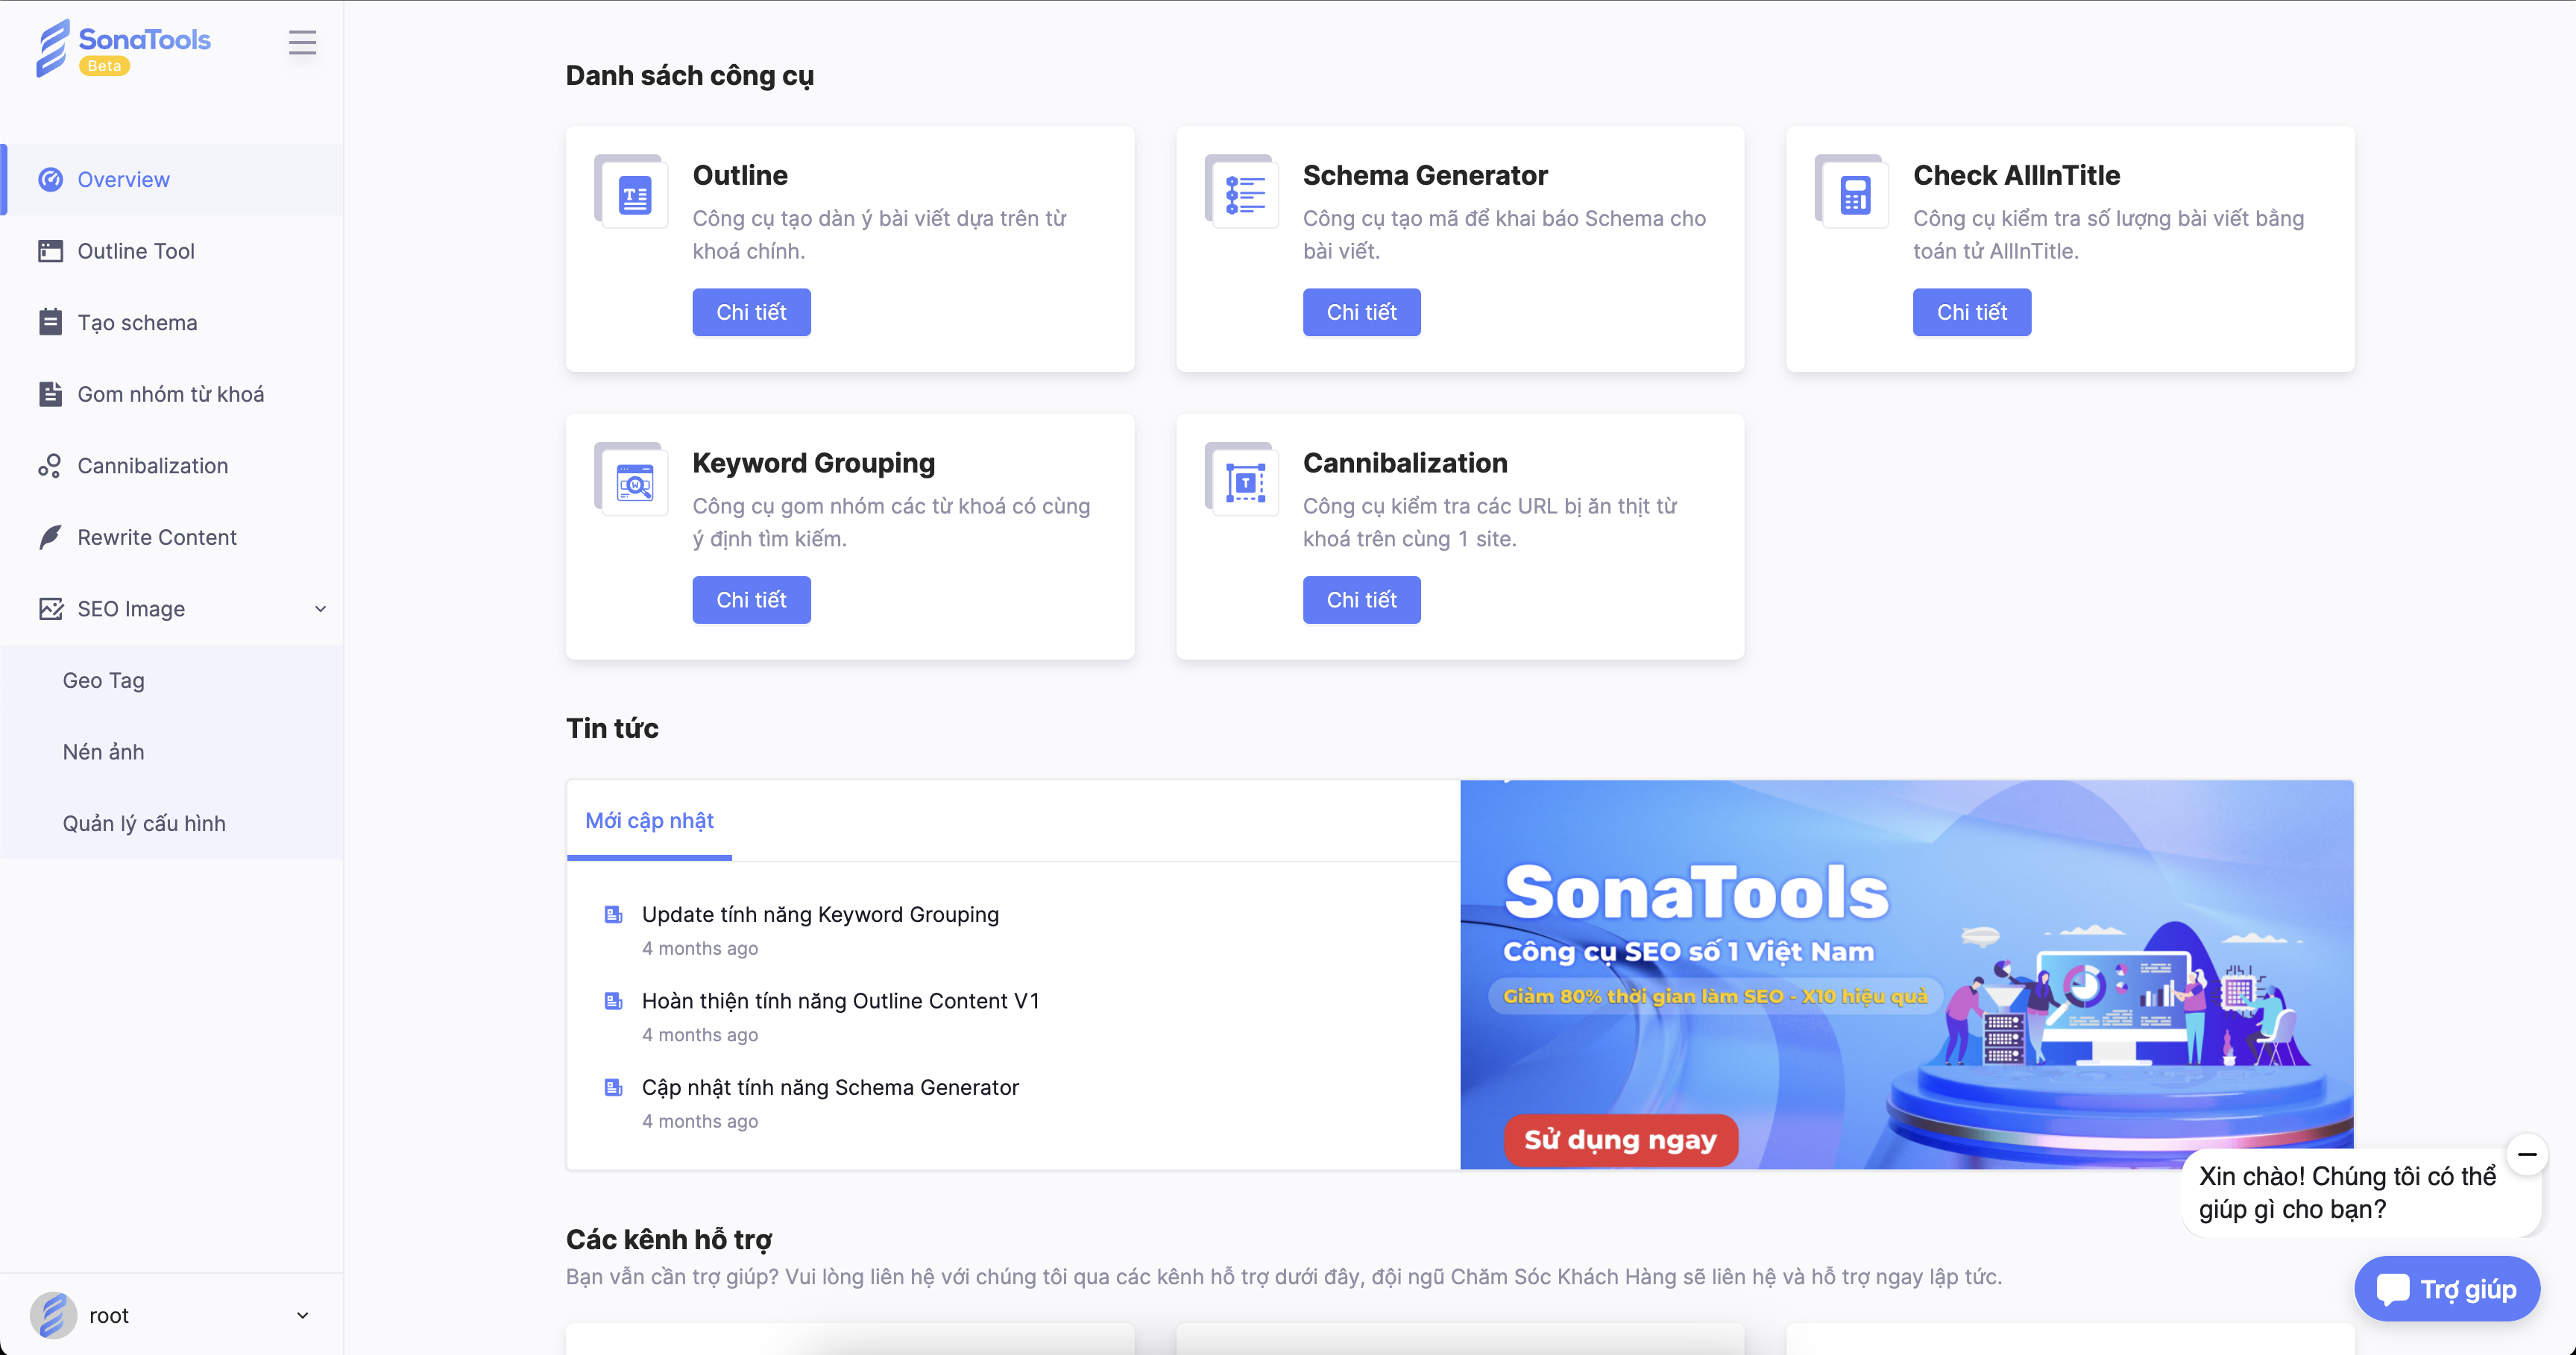 SonaTools
Beta
Overview
Outline Tool
Tạo schema
Gom nhóm từ khoá
Cannibalization
Rewrite Content
SEO Image
Geo Tag
Nén ảnh
Quản lý cấu hình
root
Danh sách công cụ
Outline
Công cụ tạo dàn ý bài viết dựa trên từ
khoá chính.
Chi tiết
Schema Generator
Công cụ tạo mã để khai báo Schema cho
bài viết.
Chi tiết
Check AllInTitle
Công cụ kiểm tra số lượng bài viết bằng
toán tử AllInTitle.
Chi tiết
Keyword Grouping
Công cụ gom nhóm các từ khoá có cùng
ý định tìm kiếm.
Chi tiết
Cannibalization
Công cụ kiểm tra các URL bị ăn thịt từ
khoá trên cùng 1 site.
Chi tiết
Tin tức
Mới cập nhật
Update tính năng Keyword Grouping
4 months ago
Hoàn thiện tính năng Outline Content V1
4 months ago
Cập nhật tính năng Schema Generator
4 months ago
SonaTools
Công cụ SEO số 1 Việt Nam
Giảm 80% thời gian làm SEO - X10 hiệu quả
Sử dụng ngay
Các kênh hỗ trợ
Bạn vẫn cần trợ giúp? Vui lòng liên hệ với chúng tôi qua các kênh hỗ trợ dưới đây, đội ngũ Chăm Sóc Khách Hàng sẽ liên hệ và hỗ trợ ngay lập tức.
Xin chào! Chúng tôi có thể
giúp gì cho bạn?
Trợ giúp